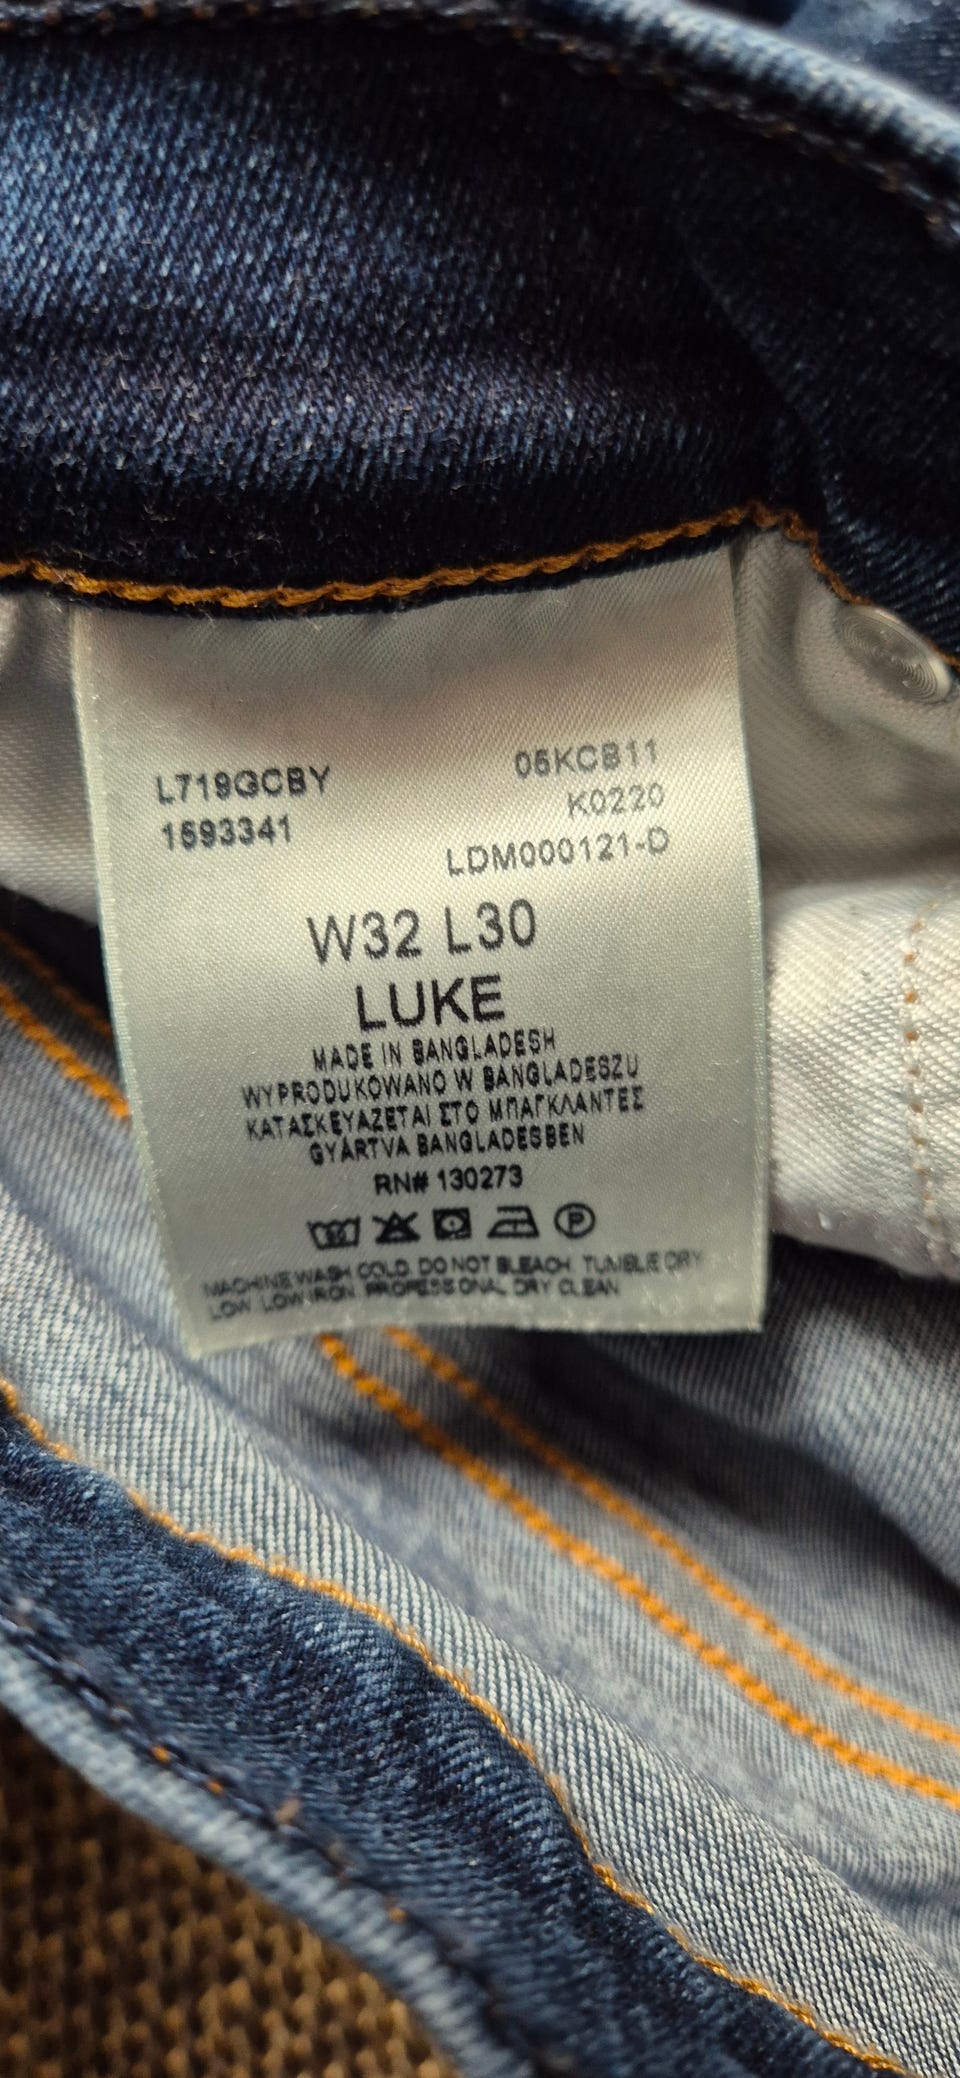 L719GCBY
1593341
05KCB11
K0220
LDM000121-D
W32 L30
LUKE
MADE IN BANGLADESH
WYPRODUKOWANO W BANGLADESZU
ΚΑΤΑΣΚΕΥΑΖΕΤΑΙ ΣΤΟ ΜΠΑΓΚΛΑΝΤΕΣ
GYÁRTVA BANGLADESBEN
RN# 130273
P
MACHINE WASH COLD. DO NOT BLEACH. TUMBLE DRY
LOW. LOW IRON. PROFESSIONAL DRY CLEAN